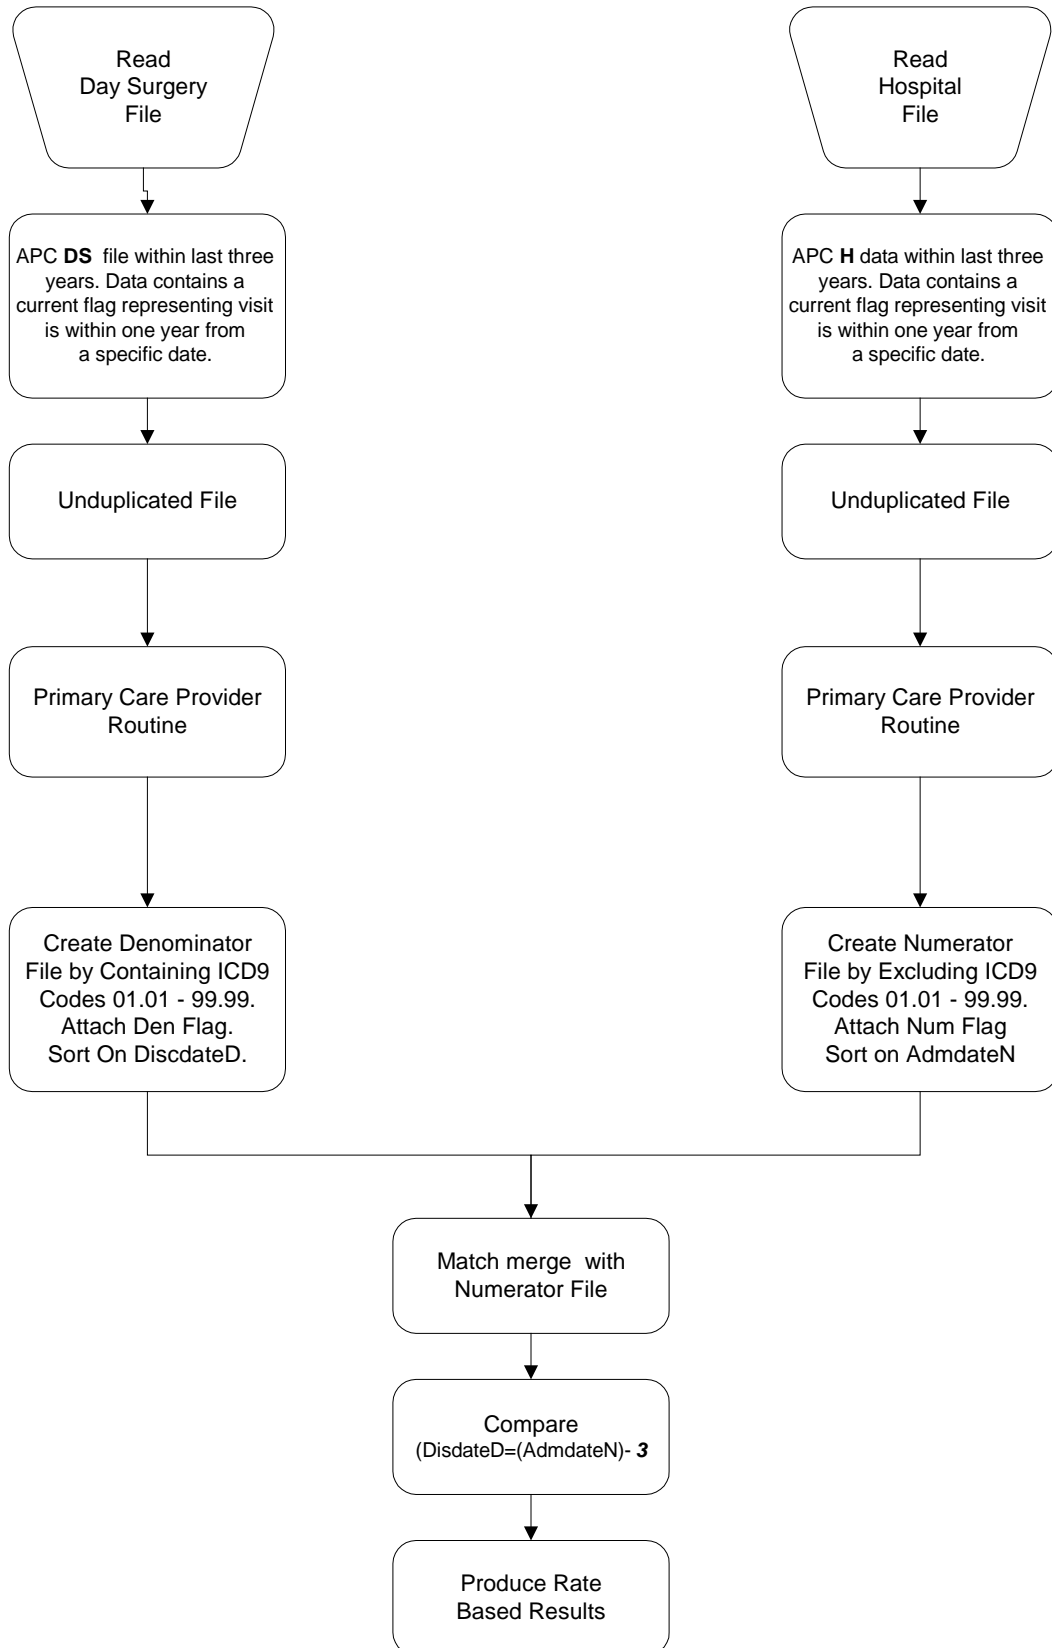 Read
Day Surgery
File
Read
Hospital
File
APC DS file within last three
years. Data contains a
current flag representing visit
is within one year from
a specific date.
APC H data within last three
years. Data contains a
current flag representing visit
is within one year from
a specific date.
Unduplicated File
Unduplicated File
Primary Care Provider
Routine
Primary Care Provider
Routine
Create Denominator
File by Containing ICD9
Codes 01.01 - 99.99.
Attach Den Flag.
Sort On DiscdateD.
Create Numerator
File by Excluding ICD9
Codes 01.01 - 99.99.
Attach Num Flag
Sort on AdmdateN
Match merge with
Numerator File
Compare
(DisdateD=(AdmdateN)- 3
Produce Rate
Based Results